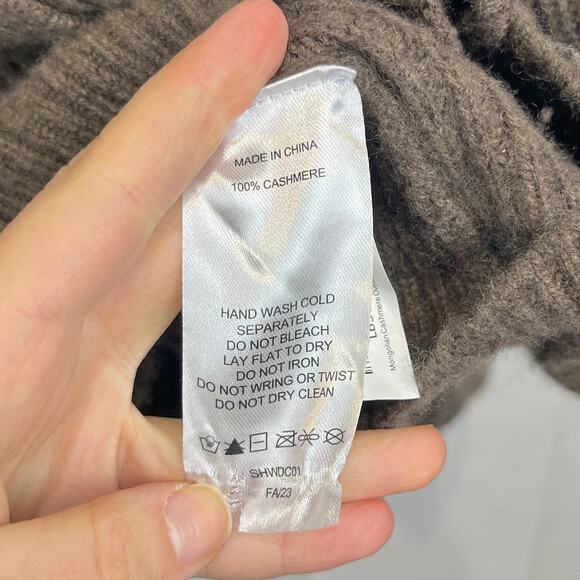 MADE IN CHINA
100% CASHMERE
HAND WASH COLD
SEPARATELY
DO NOT BLEACH
LAY FLAT TO DRY
DO NOT IRON
DO NOT WRING OR TWIST
DO NOT DRY CLEAN
SHWDC01
FA/23
Mongolian Cashmere